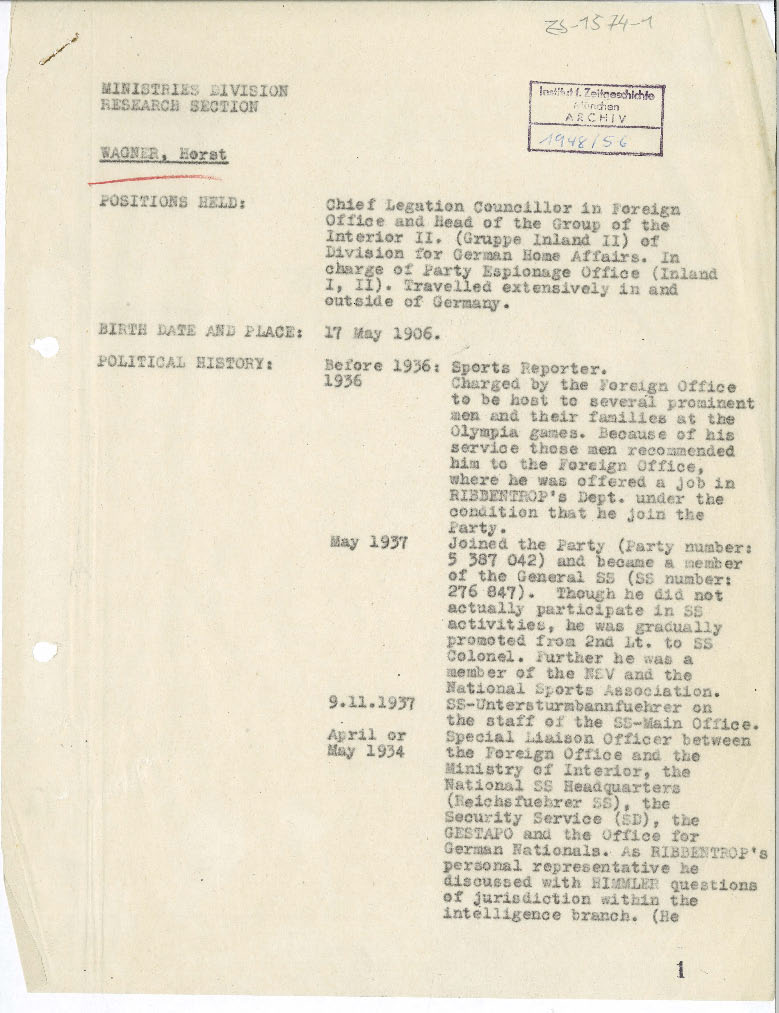 ZS-1574-1
MINISTRIES DIVISION
RESEARCH SECTION
Institut f. Zeitgeschichte
München
ARCHIV
1948/56
WAGNER, Horst
POSITIONS HELD: Chief Legation Councillor in Foreign
Office and Head of the Group of the
Interior II. (Gruppe Inland II) of
Division for German Home Affairs. In
charge of Party Espionage Office (Inland
I, II). Travelled extensively in and
outside of Germany.
BIRTH DATE AND PLACE: 17 May 1906.
POLITICAL HISTORY: Before 1936: Sports Reporter.
1936 Charged by the Foreign Office
to be host to several prominent
men and their families at the
Olympia games. Because of his
service those men recommended
him to the Foreign Office,
where he was offered a job in
RIBBENTROP's Dept. under the
condition that he join the
Party.
May 1937 Joined the Party (Party number:
5 387 042) and became a member
of the General SS (SS number:
276 847). Though he did not
actually participate in SS
activities, he was gradually
promoted from 2nd Lt. to SS
Colonel. Further he was a
member of the NSV and the
National Sports Association.
9.11.1937 SS-Untersturmbannfuehrer on
the staff of the SS-Main Office.
April or Special Liaison Officer between
May 1934 the Foreign Office and the
Ministry of Interior, the
National SS Headquarters
(Reichsfuehrer SS), the
Security Service (SD), the
GESTAPO and the Office for
German Nationals. As RIBBENTROP's
personal representative he
discussed with HIMMLER questions
of jurisdiction within the
intelligence branch. (He
1